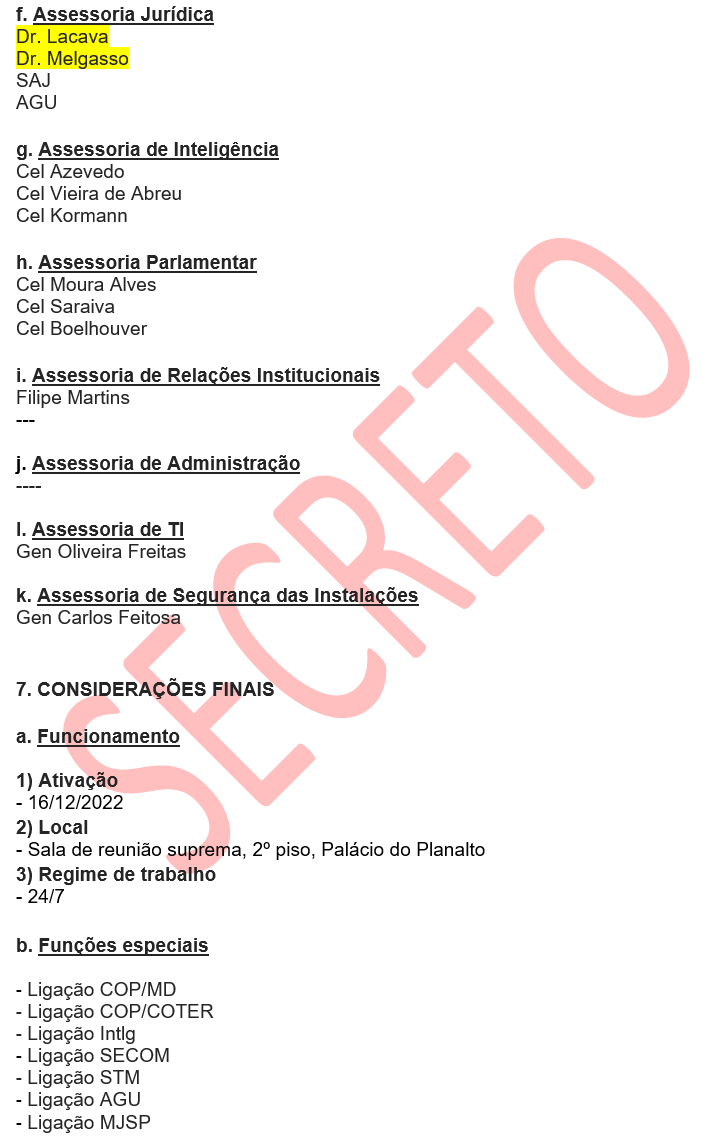 f. Assessoria Jurídica
Dr. Lacava
Dr. Melgasso
SAJ
AGU
g. Assessoria de Inteligência
Cel Azevedo
Cel Vieira de Abreu
Cel Kormann
h. Assessoria Parlamentar
Cel Moura Alves
Cel Saraiva
Cel Boelhouver
i. Assessoria de Relações Institucionais
Filipe Martins
---
j. Assessoria de Administração
----
l. Assessoria de TI
Gen Oliveira Freitas
k. Assessoria de Segurança das Instalações
Gen Carlos Feitosa
7. CONSIDERAÇÕES FINAIS
a. Funcionamento
1) Ativação
- 16/12/2022
2) Local
- Sala de reunião suprema, 2º piso, Palácio do Planalto
3) Regime de trabalho
- 24/7
b. Funções especiais
- Ligação COP/MD
- Ligação COP/COTER
- Ligação Intlg
- Ligação SECOM
- Ligação STM
- Ligação AGU
- Ligação MJSP
SECRETO